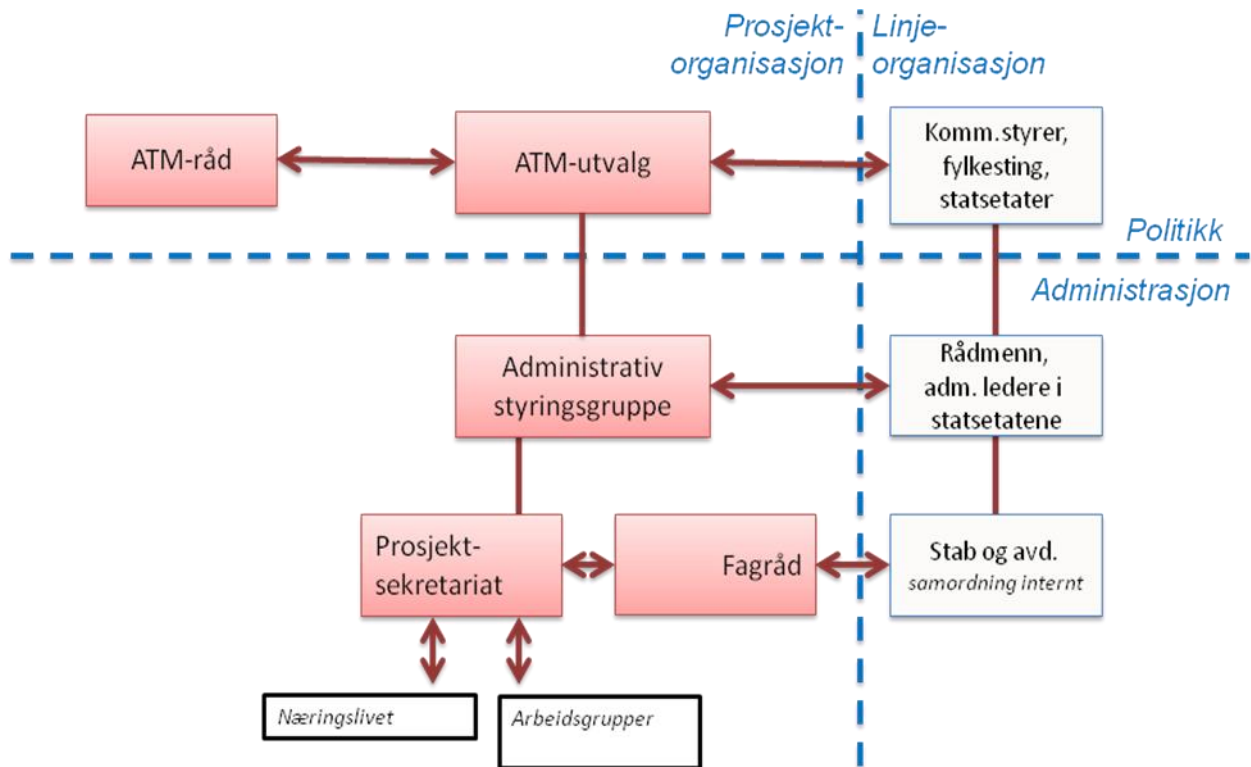 Prosjekt-
organisasjon
Linje-
organisasjon
ATM-råd
ATM-utvalg
Komm. styrer,
fylkesting,
statsetater
Politikk
Administrasjon
Administrativ
styringsgruppe
Rådmenn,
adm. ledere i
statsetatene
Prosjekt-
sekretariat
Fagråd
Stab og avd.
samordning internt
Næringslivet
Arbeidsgrupper